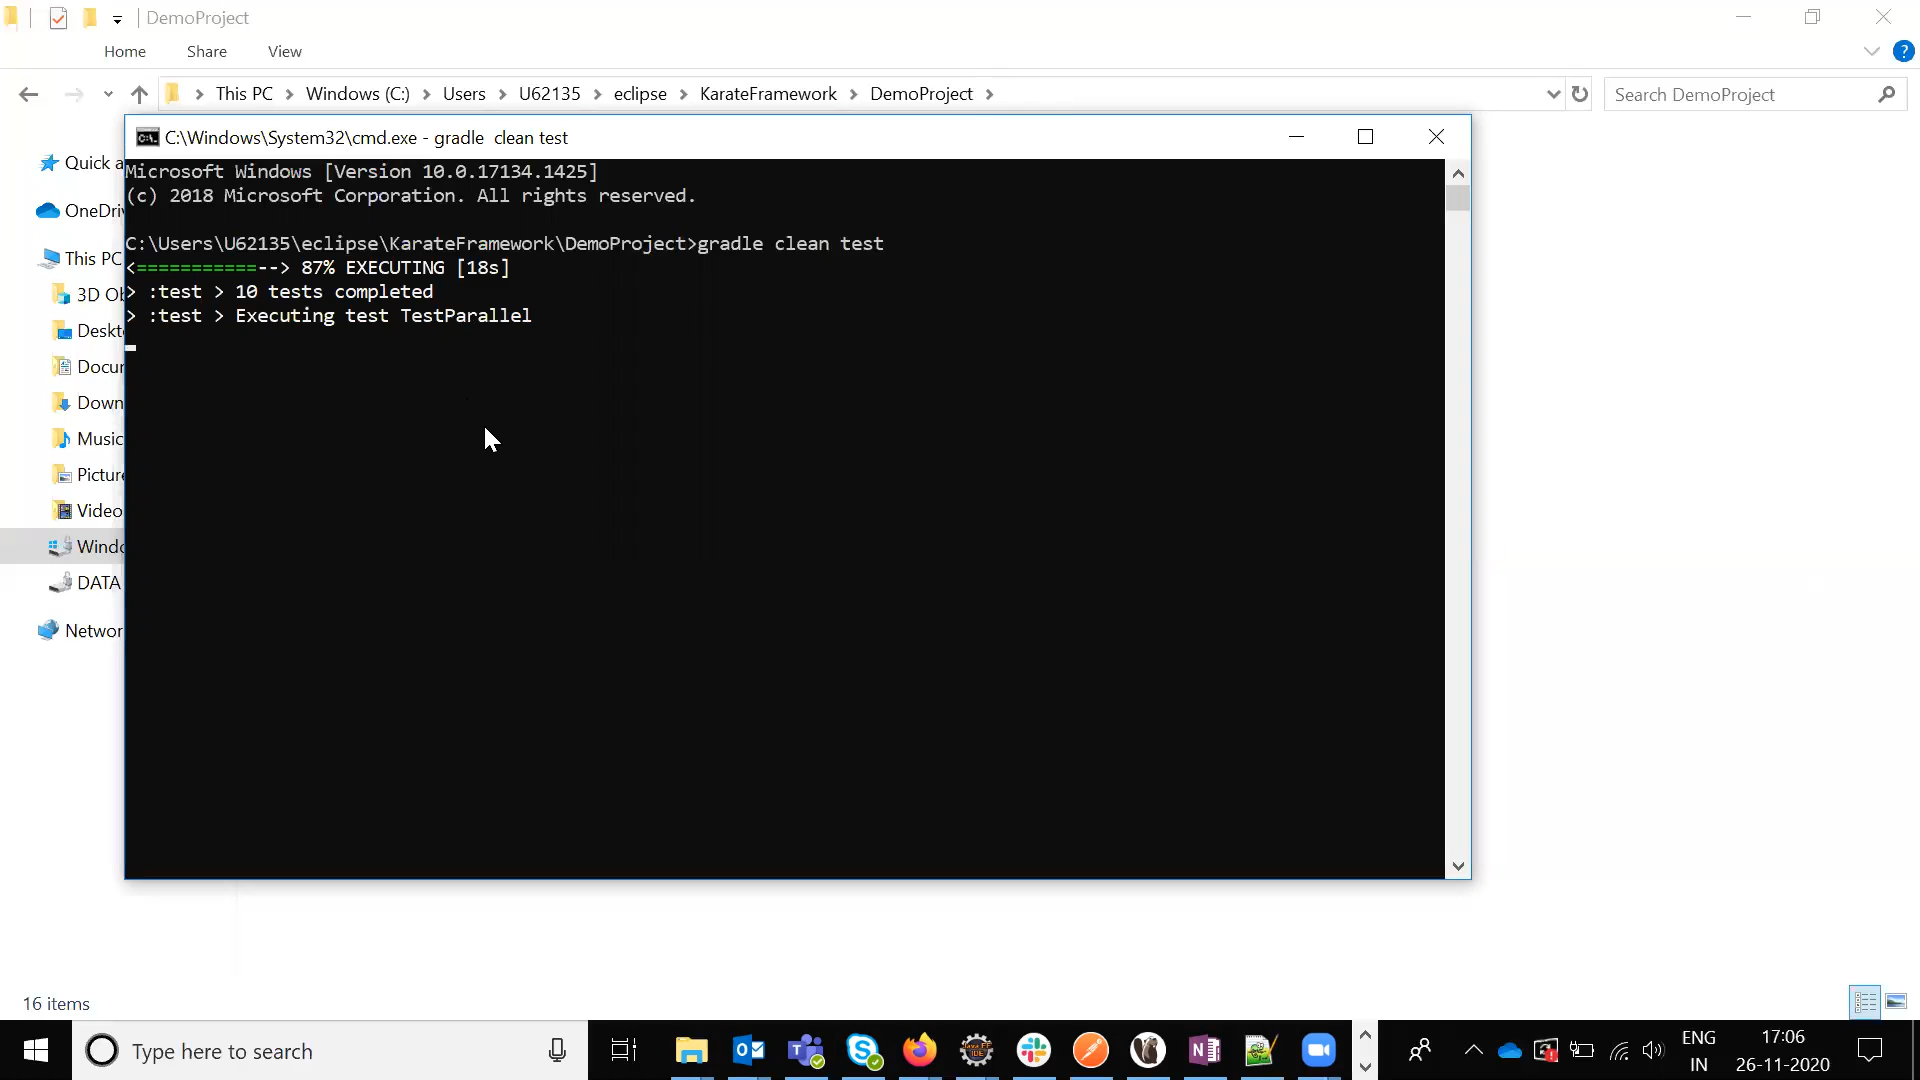 DemoProject
Home Share View
This PC Windows (C:) Users U62135 eclipse KarateFramework DemoProject
Search DemoProject
C:\Windows\System32\cmd.exe - gradle  clean test
Microsoft Windows [Version 10.0.17134.1425]
(c) 2018 Microsoft Corporation. All rights reserved.
C:\Users\U62135\eclipse\KarateFramework\DemoProject>gradle clean test
<===========--> 87% EXECUTING [18s]
> :test > 10 tests completed
> :test > Executing test TestParallel
Quick a
OneDri
This PC
3D Ob
Deskt
Docur
Down
Music
Picture
Video
Windo
DATA
Networ
16 items
Type here to search
ENG
IN
17:06
26-11-2020